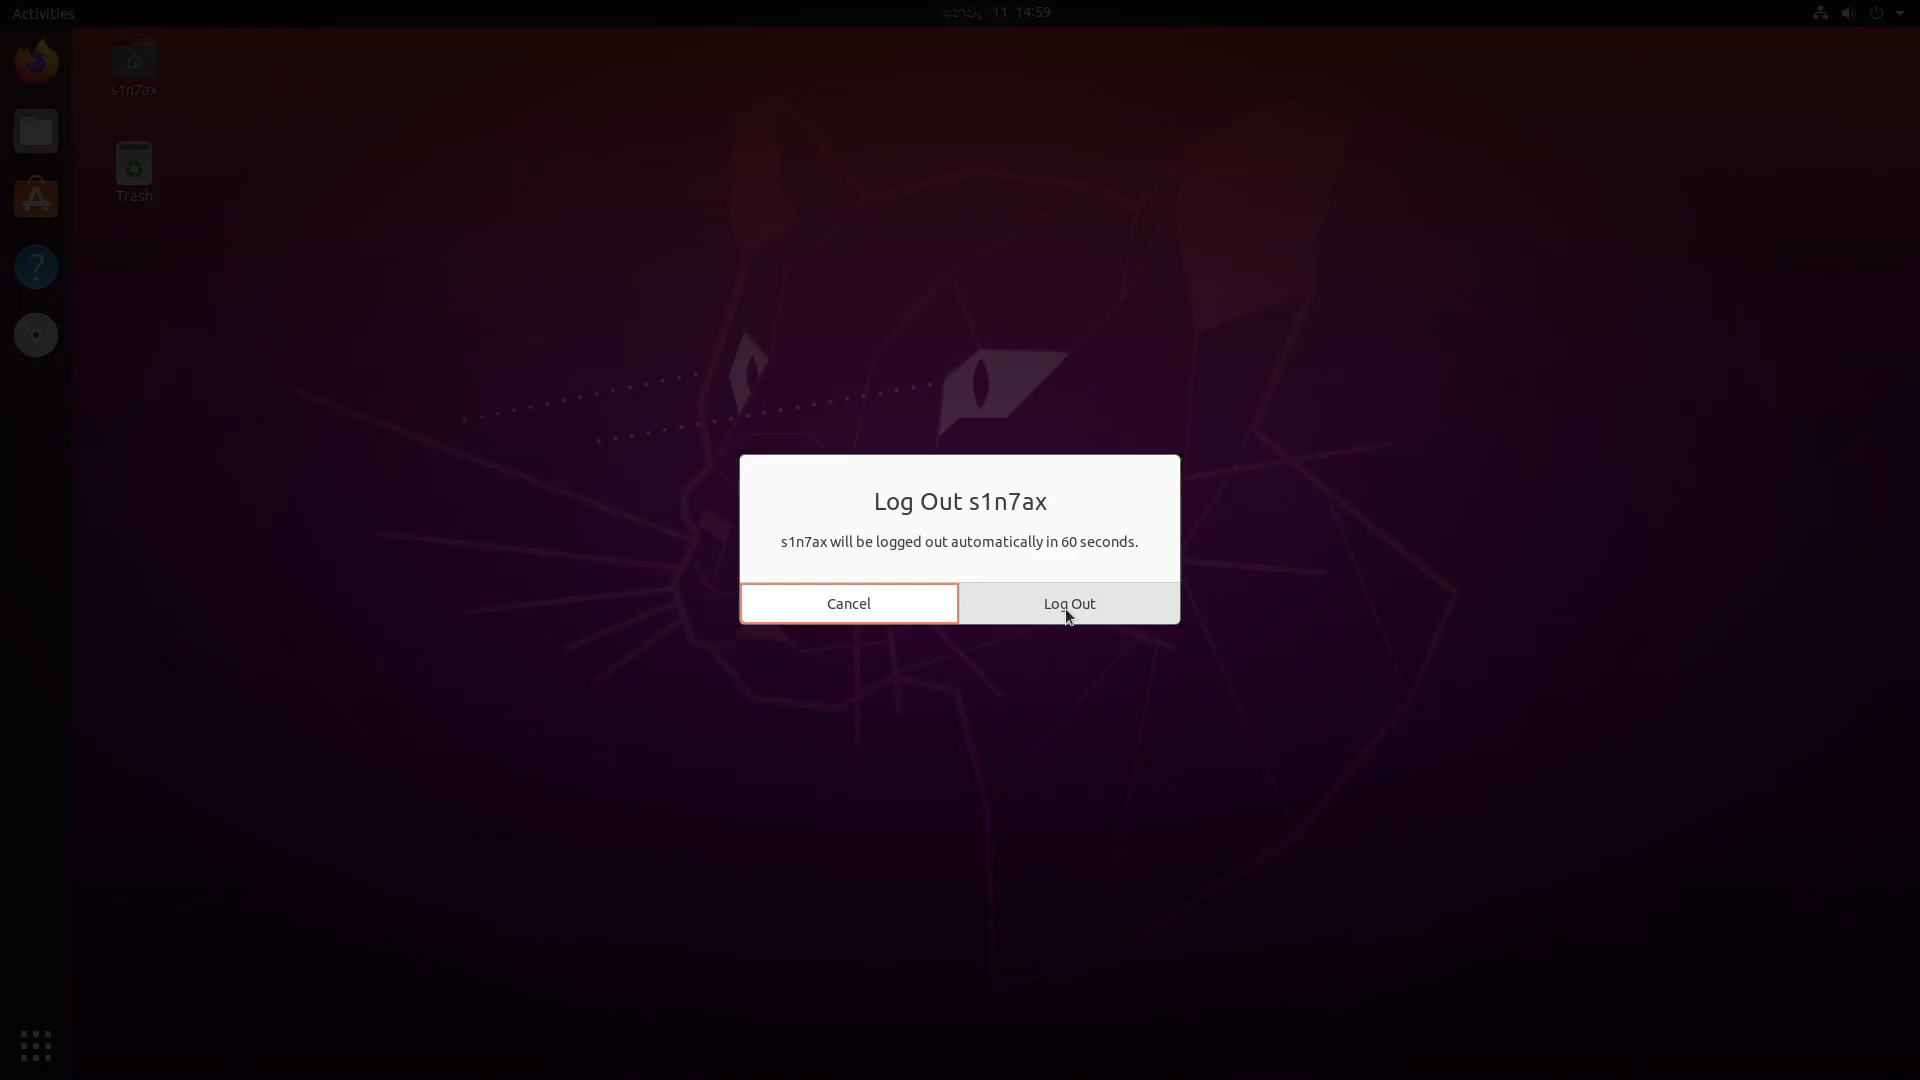 Activities
නොවැ 11 14:59
s1n7ax
Trash
Log Out s1n7ax
s1n7ax will be logged out automatically in 60 seconds.
Cancel
Log Out